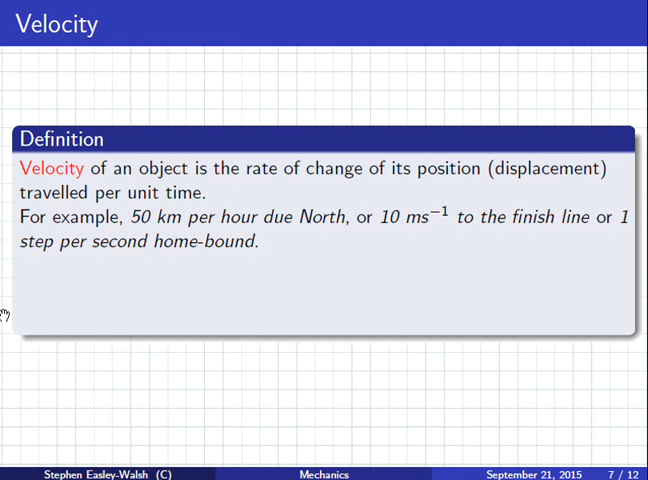 Velocity
Definition
Velocity of an object is the rate of change of its position (displacement)
travelled per unit time.
For example, 50 km per hour due North, or 10 ms⁻¹ to the finish line or 1
step per second home-bound.
Stephen Easley-Walsh (C) Mechanics September 21, 2015 7 / 12